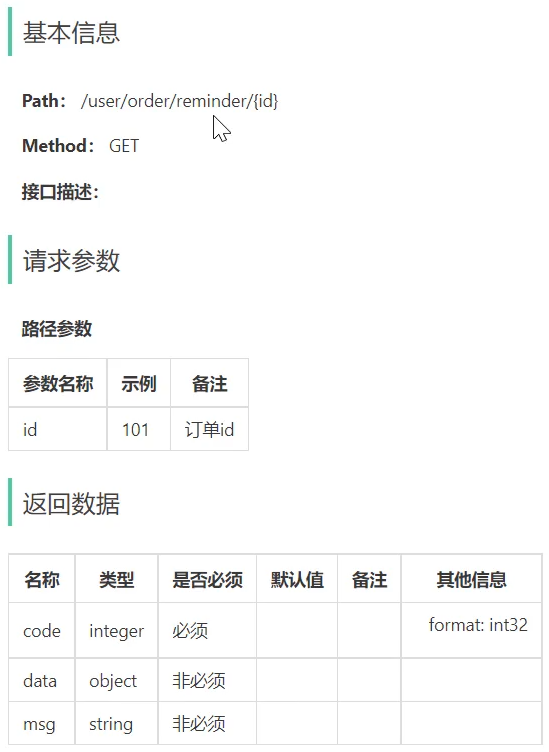 基本信息
Path： /user/order/reminder/{id}
Method： GET
接口描述：
请求参数
路径参数
参数名称 示例 备注
id 101 订单id
返回数据
名称 类型 是否必须 默认值 备注 其他信息
code integer 必须 format: int32
data object 非必须
msg string 非必须